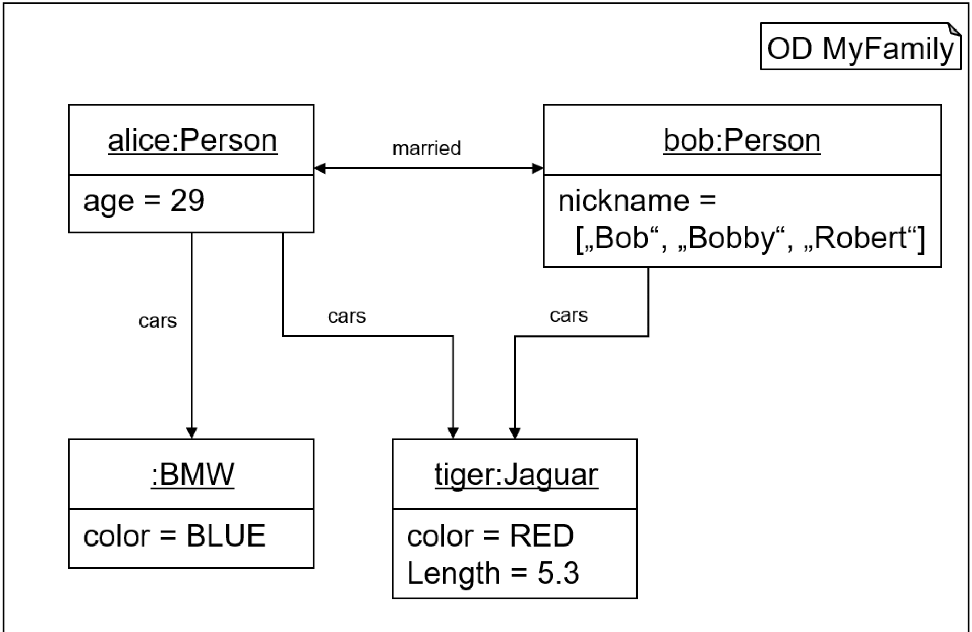 OD MyFamily
alice:Person
age = 29
married
bob:Person
nickname =
[„Bob“, „Bobby“, „Robert“]
cars
cars
cars
:BMW
color = BLUE
tiger:Jaguar
color = RED
Length = 5.3